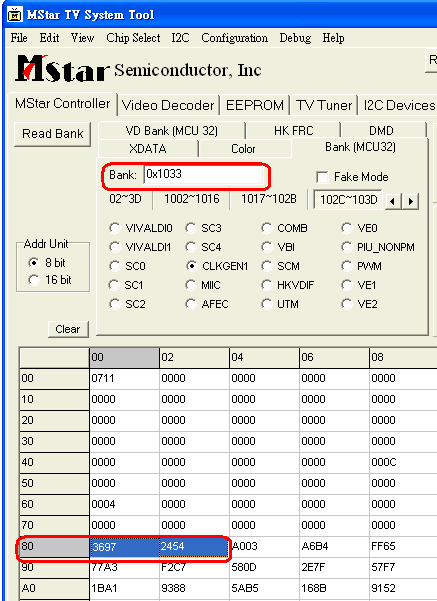 MStar TV System Tool
File Edit View Chip Select I2C Configuration Debug Help
MStar Semiconductor, Inc
R
MStar Controller Video Decoder EEPROM TV Tuner I2C Devices
Read Bank
VD Bank (MCU 32) HK FRC DMD
XDATA Color Bank (MCU32)
Bank: 0x1033 Fake Mode
02~3D 1002~1016 1017~102B 102C~103D
VIVALDI0 SC3 COMB VE0
VIVALDI1 SC4 VBI PIU_NONPM
SC0 CLKGEN1 SCM PWM
SC1 MIIC HKVDIF VE1
SC2 AFEC UTM VE2
Addr Unit
8 bit
16 bit
Clear
00 02 04 06 08
00 0711 0000 0000 0000 0000
10 0000 0000 0000 0000 0000
20 0000 0000 0000 0000 0000
30 0000 0000 0000 0000 0000
40 0000 0000 0000 0000 000C
50 0000 0000 0000 0000 0000
60 0004 0000 0000 0000 0000
70 0000 0000 0000 0000 0000
80 3697 2454 A003 A6B4 FF65
90 77A3 F2C7 580D 2E7F 57F7
A0 1BA1 9388 5AB5 168B 9152